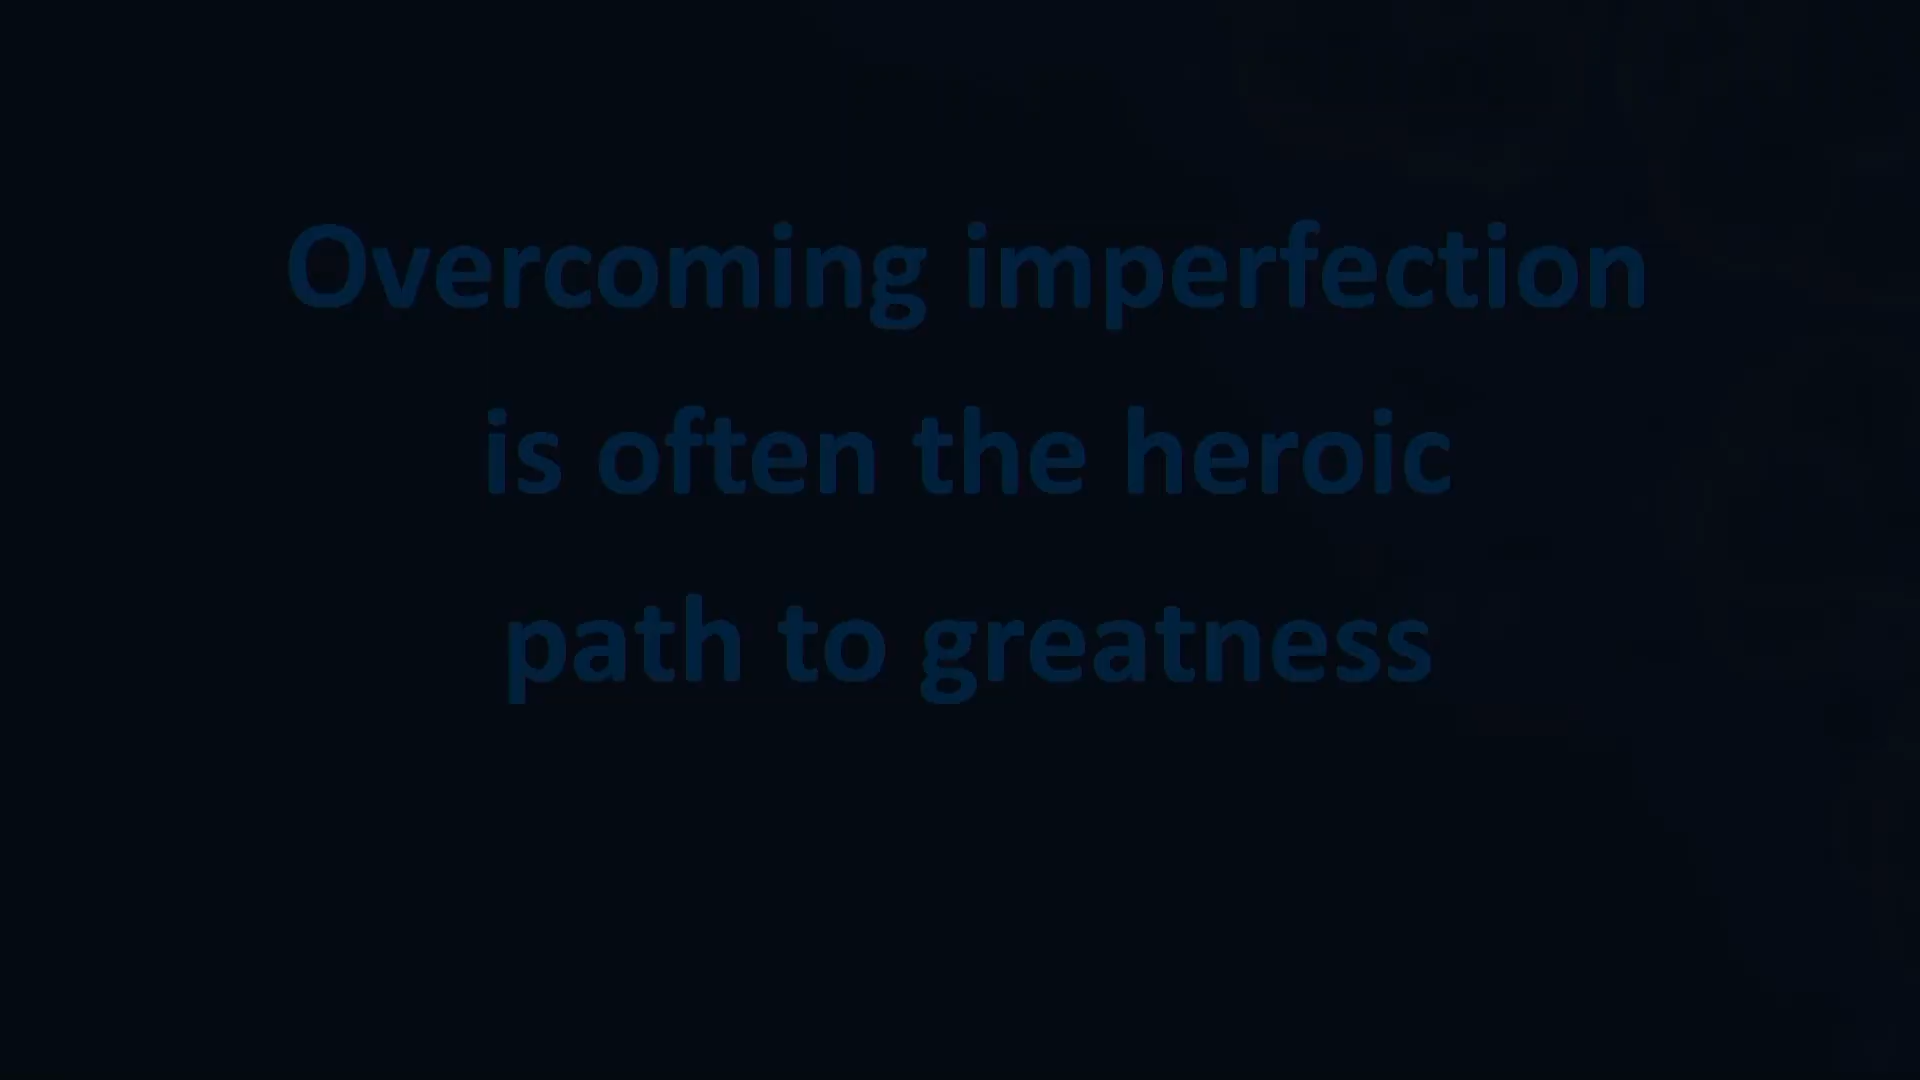 Overcoming imperfection
is often the heroic
path to greatness